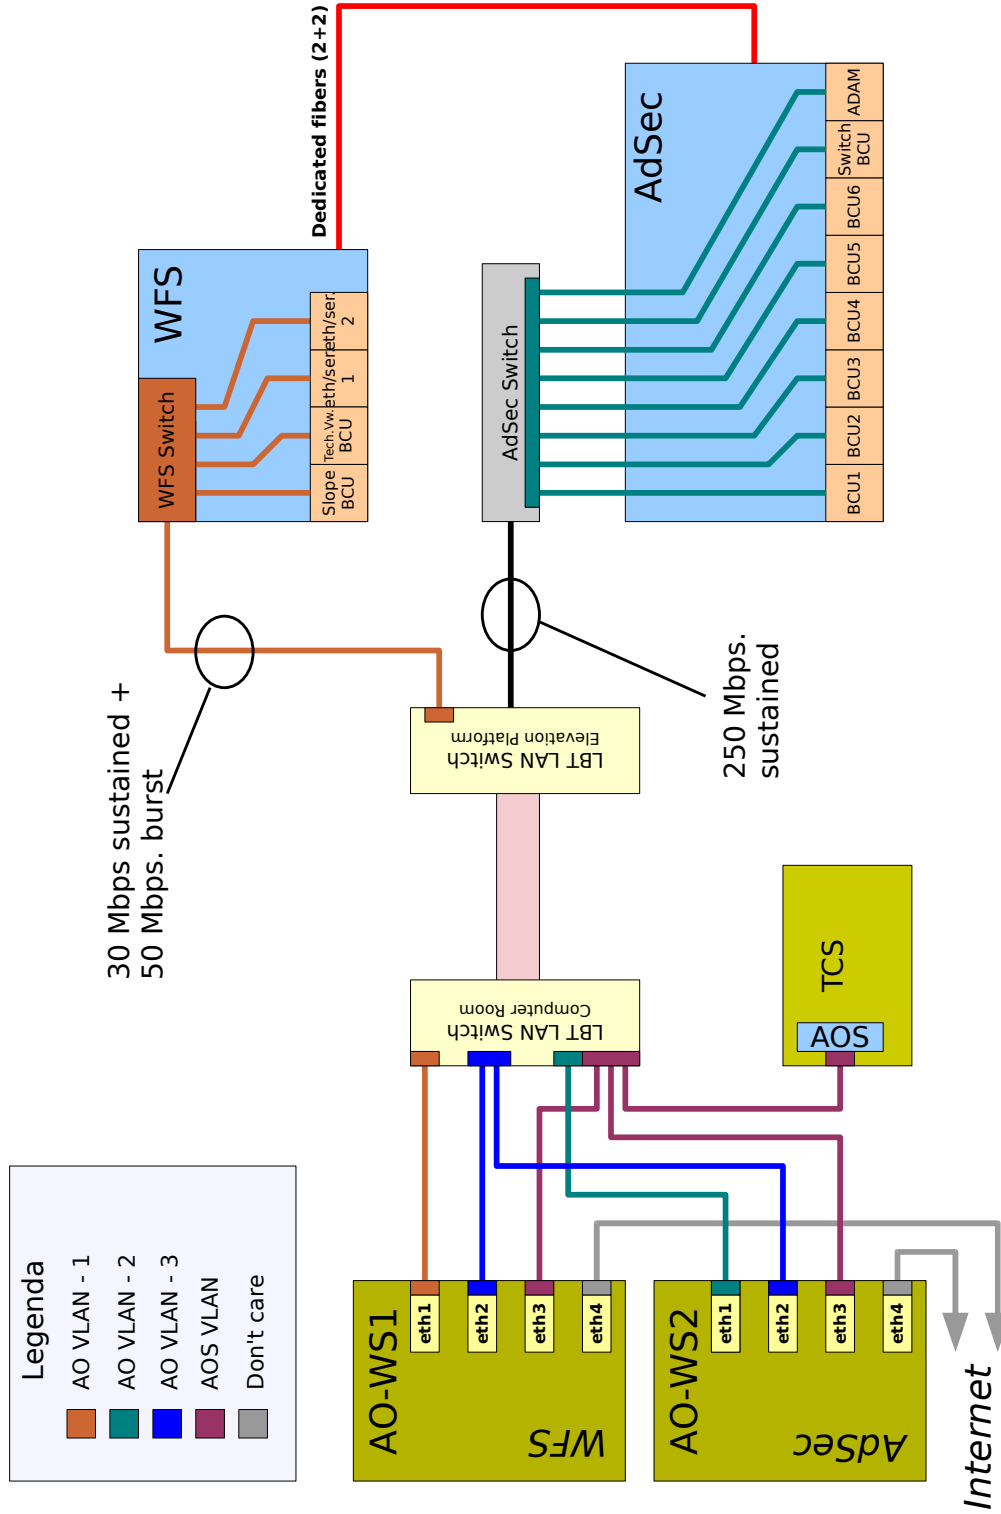 Legenda
AO VLAN - 1
AO VLAN - 2
AO VLAN - 3
AOS VLAN
Don't care
30 Mbps sustained +
50 Mbps. burst
WFS
WFS Switch
Slope
BCU
Tech.Vw.
BCU
eth/ser.
1
eth/ser.
2
Dedicated fibers (2+2)
AO-WS1
WFS
eth1
eth2
eth3
eth4
LBT LAN Switch
Computer Room
LBT LAN Switch
Elevation Platform
AdSec Switch
AdSec
BCU1
BCU2
BCU3
BCU4
BCU5
BCU6
Switch
BCU
ADAM
250 Mbps.
sustained
AO-WS2
AdSec
eth1
eth2
eth3
eth4
TCS
AOS
Internet